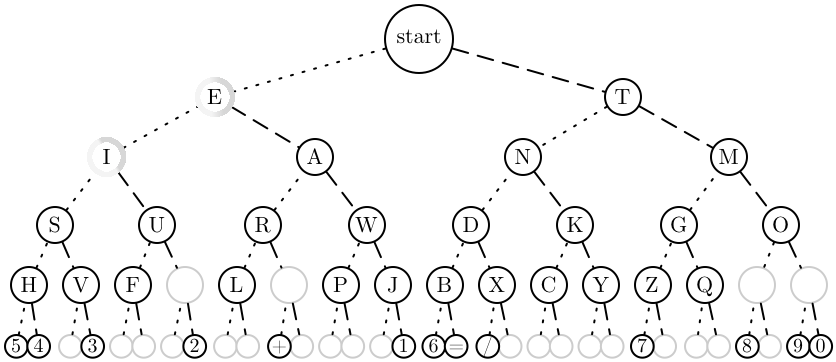 start
E T
I A N M
S U R W D K G O
H V F L P J B X C Y Z Q
5 4 3 2 + 1 6 = / 7 8 9 0